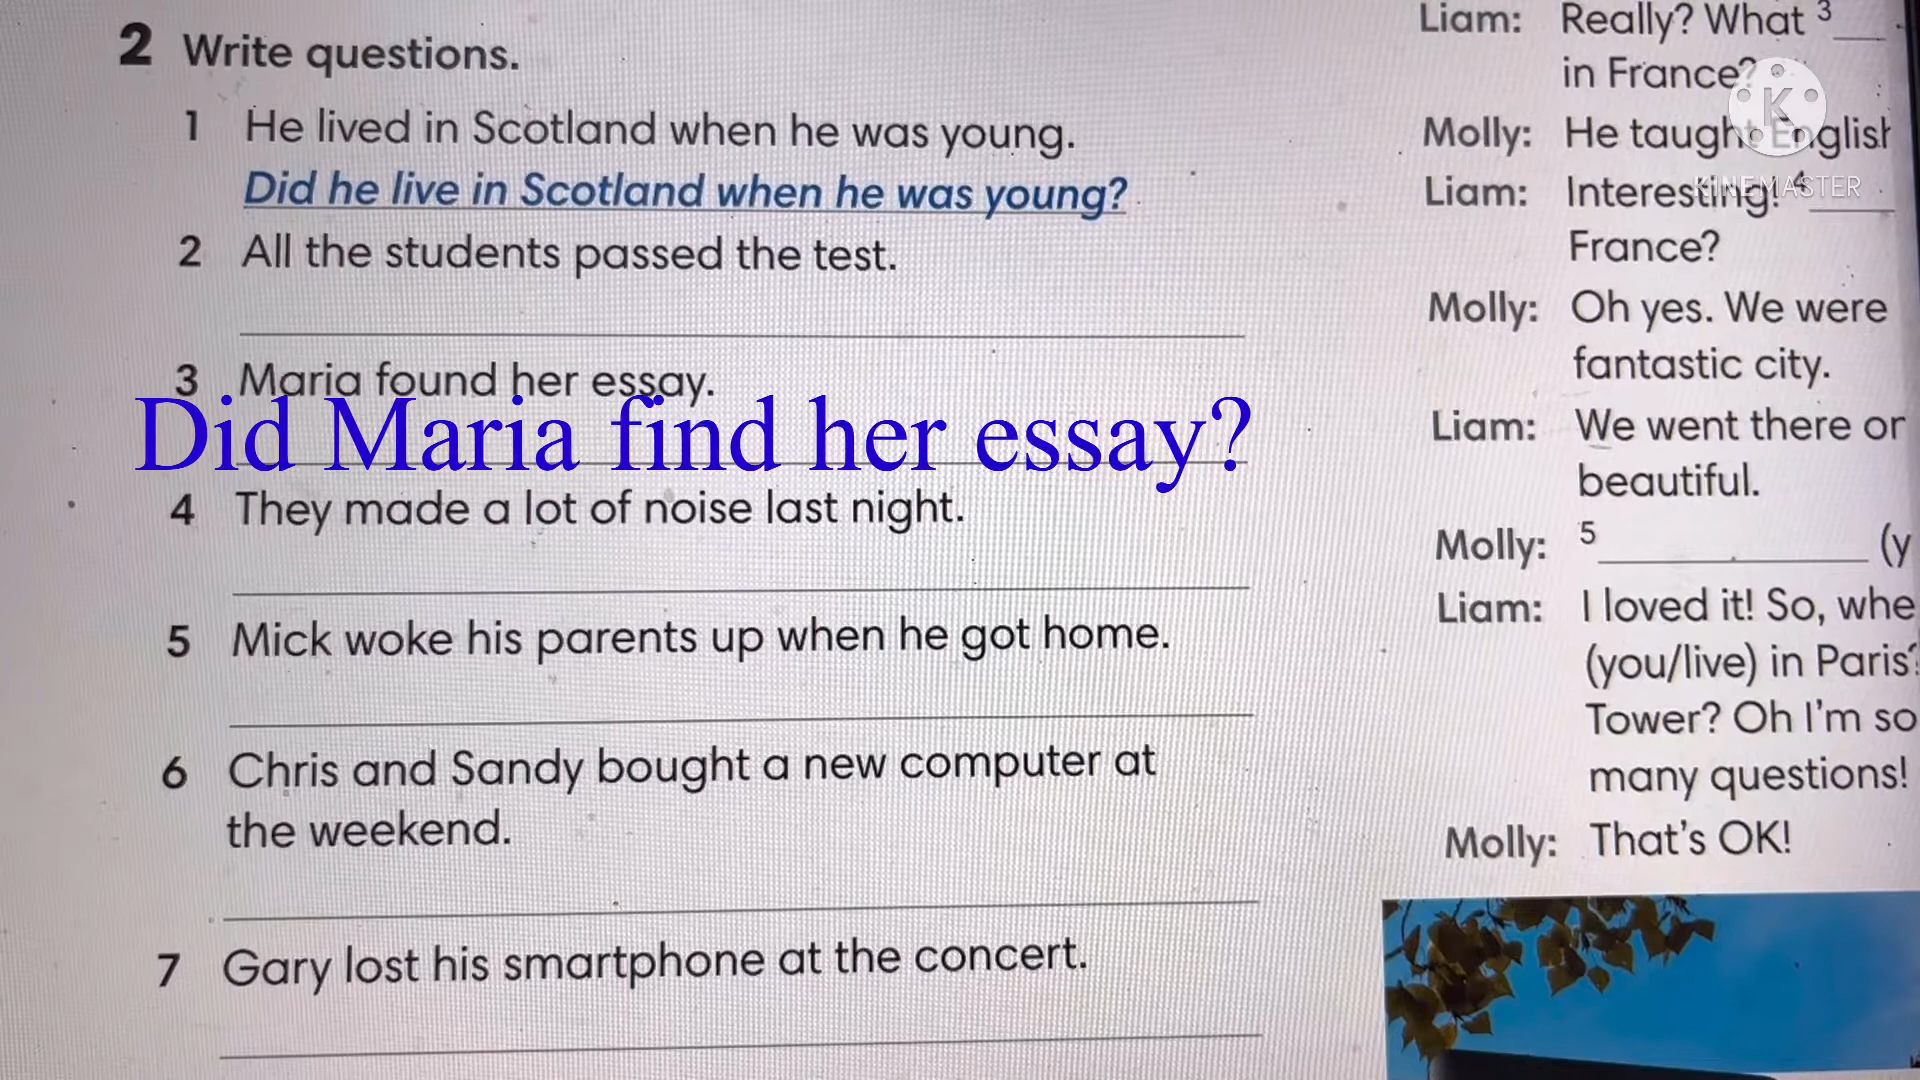 2 Write questions.
1 He lived in Scotland when he was young.
Did he live in Scotland when he was young?
2 All the students passed the test.
3 Maria found her essay.
Did Maria find her essay?
4 They made a lot of noise last night.
5 Mick woke his parents up when he got home.
6 Chris and Sandy bought a new computer at
the weekend.
7 Gary lost his smartphone at the concert.
Liam: Really? What 3
in France?
Molly: He taught English
Liam: Interesting! 4
France?
Molly: Oh yes. We were
fantastic city.
Liam: We went there
beautiful.
Molly: 5 (y
Liam: I loved it! So,
(you/live) in Paris?
Tower? Oh I'm so
many questions!
Molly: That's OK!
K
KINEMASTER